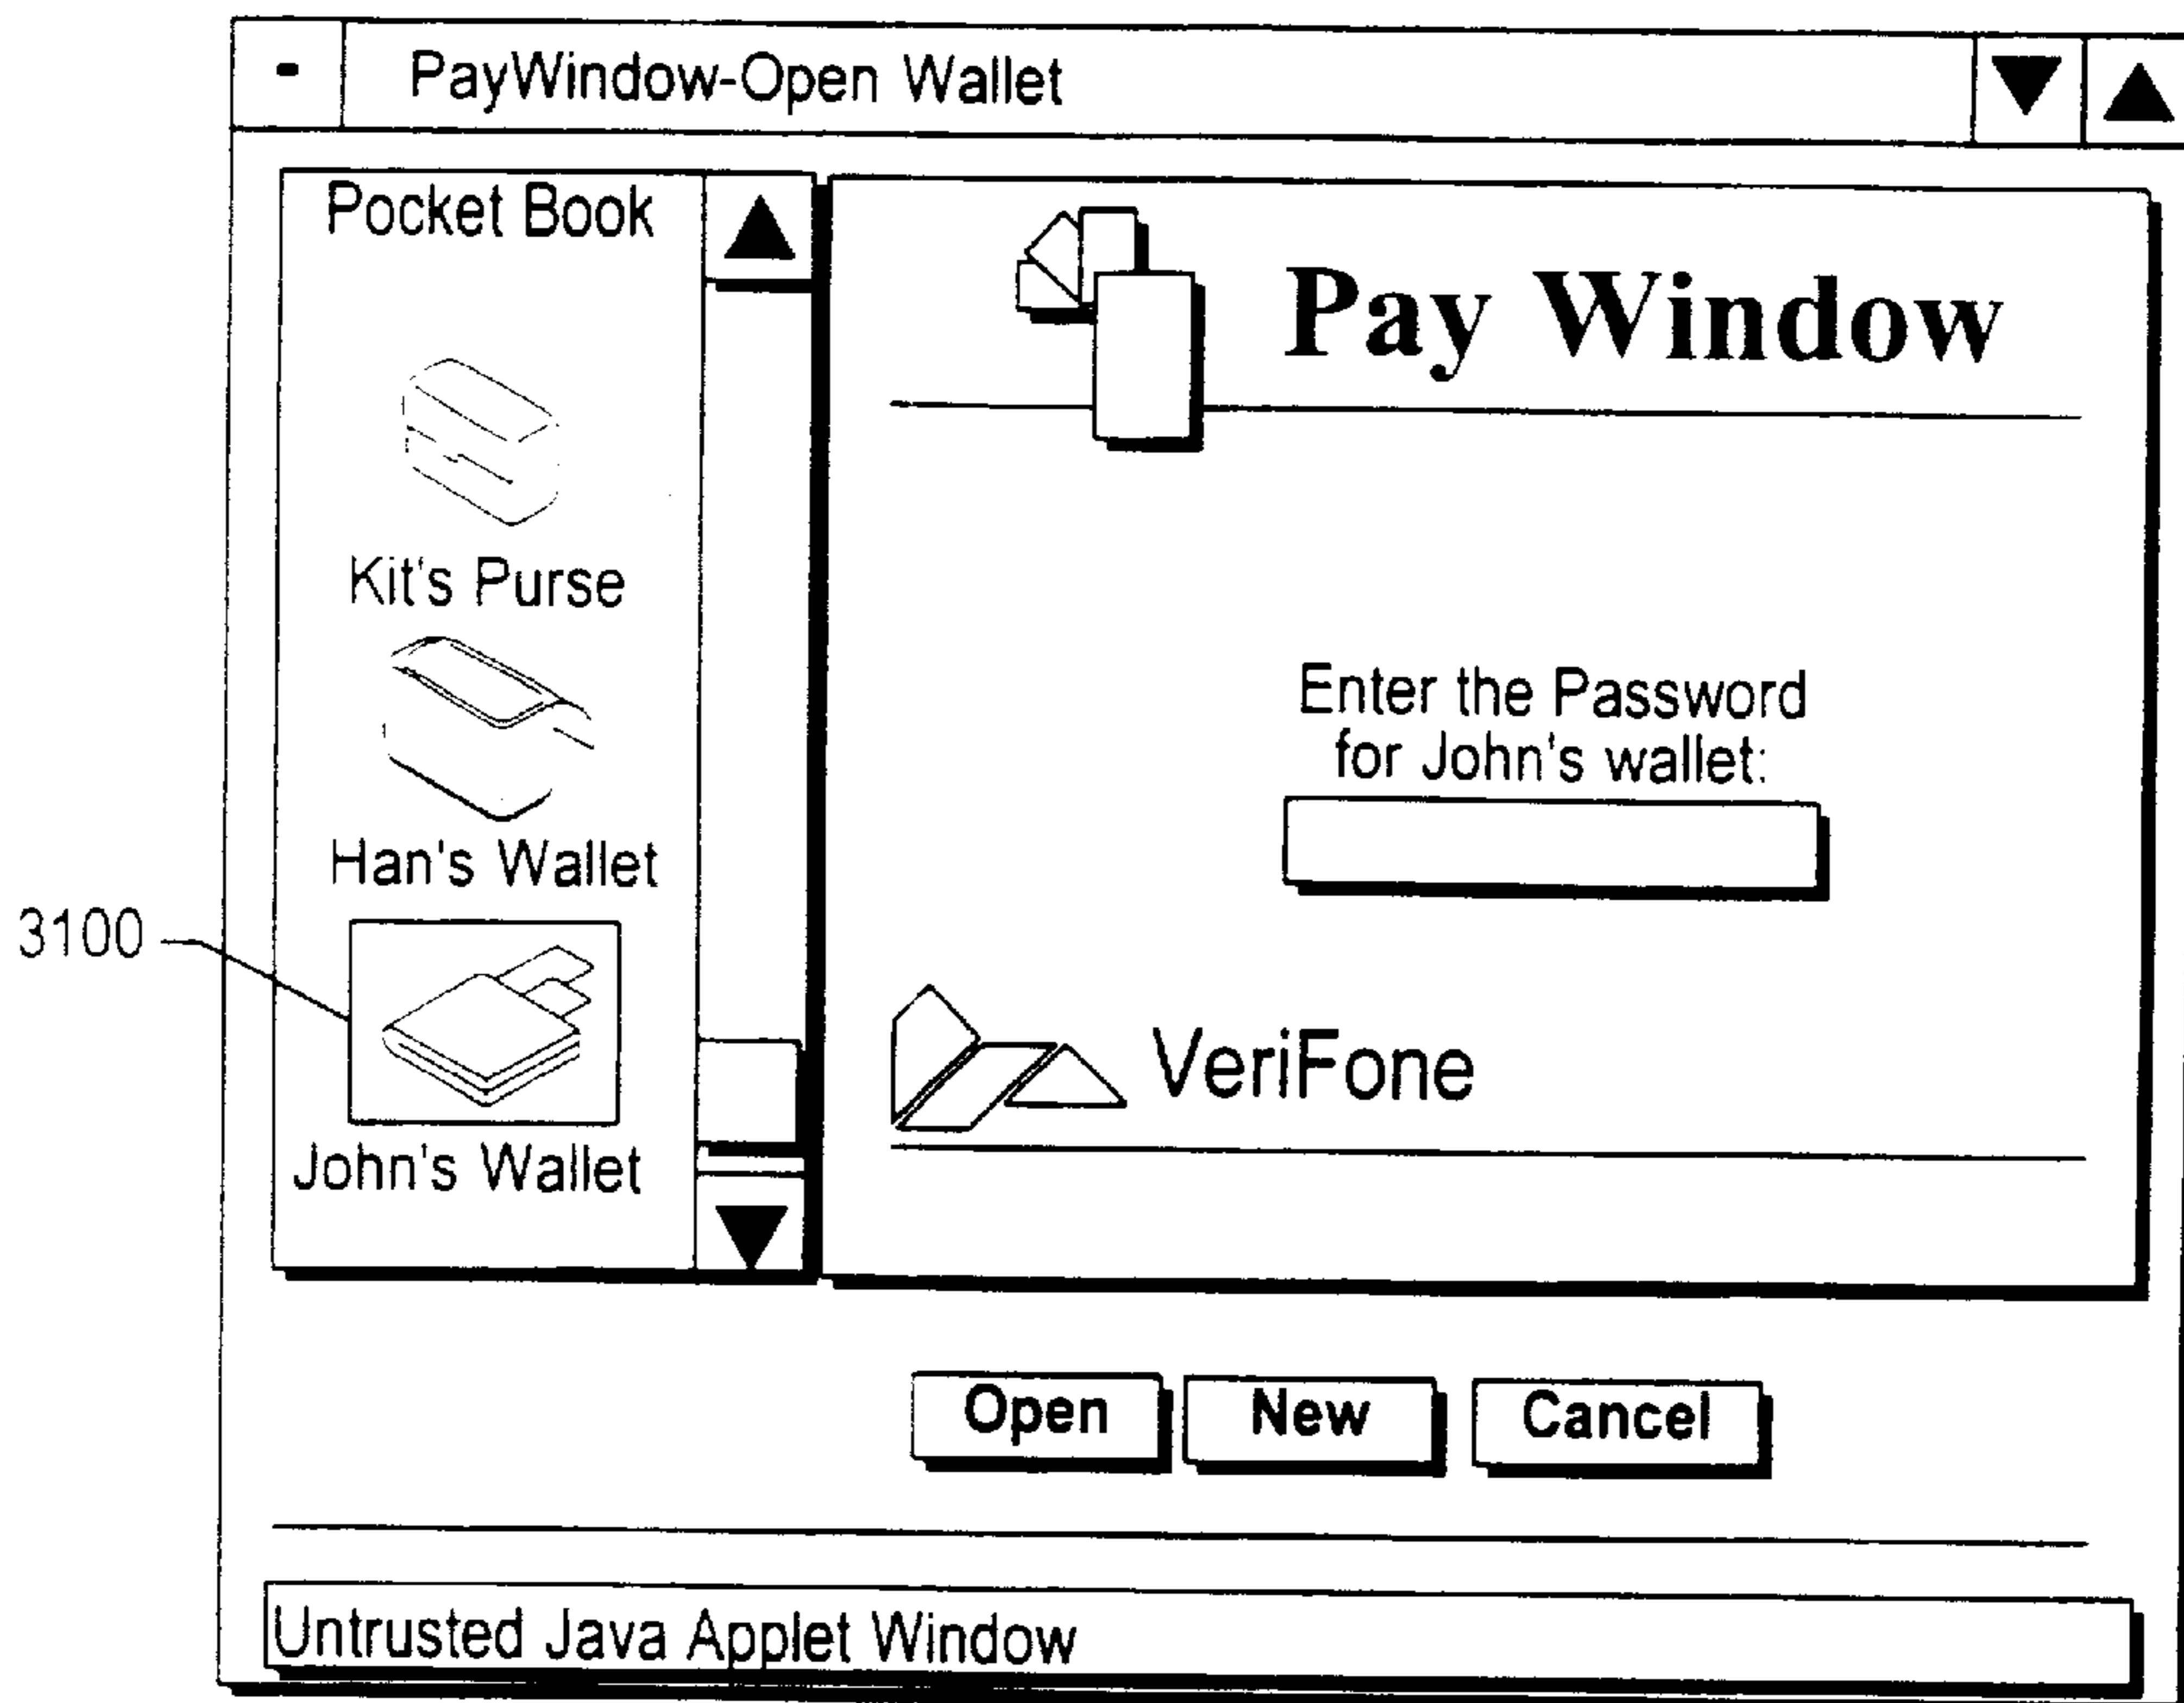 PayWindow-Open Wallet
Pocket Book
Kit's Purse
Han's Wallet
3100
John's Wallet
Pay Window
Enter the Password
for John's wallet:
VeriFone
Open New Cancel
Untrusted Java Applet Window